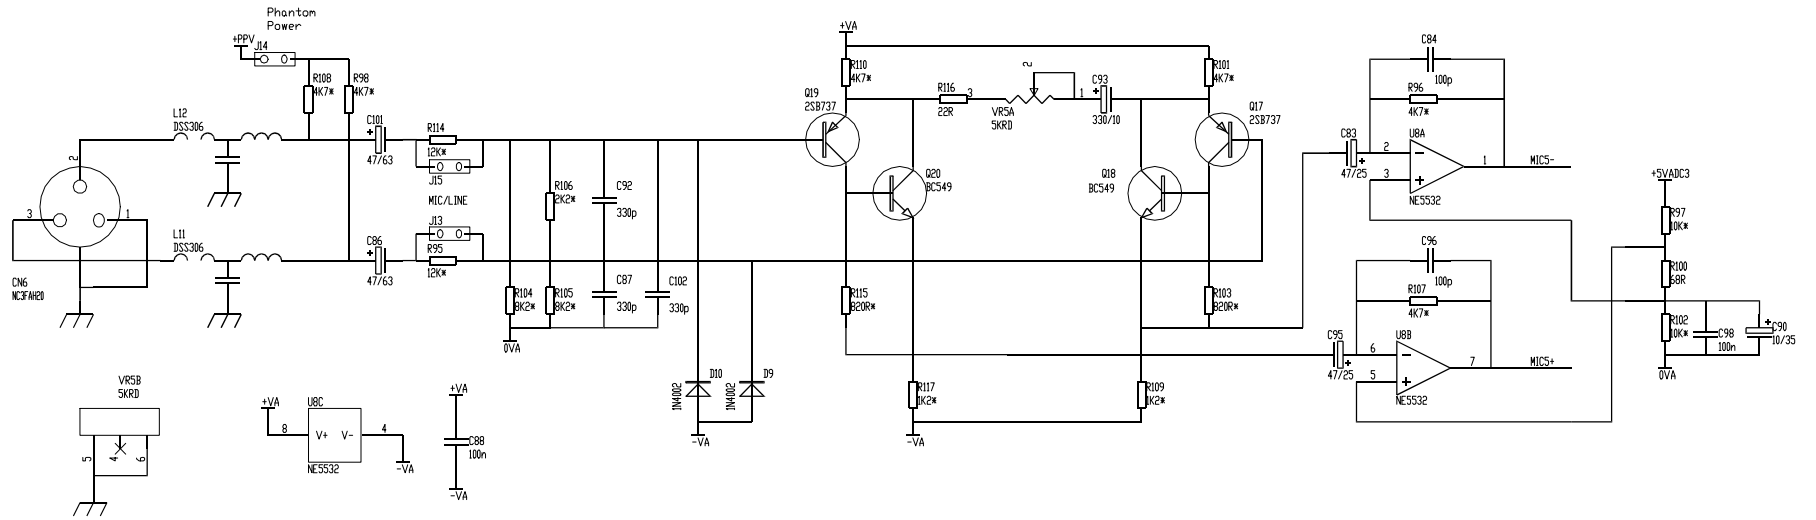 Phantom
Power
+PPV
J14
R108
4K7*
R98
4K7*
L12
DSS306
C101
+
47/63
R114
12K*
J15
MIC/LINE
J13
R95
12K*
2
3
1
CN6
NC3FAH20
L11
DSS306
C86
+
47/63
R106
2K2*
C92
330p
R104
8K2*
R105
8K2*
C87
330p
C102
330p
0VA
D10
1N4002
D9
1N4002
-VA
+VA
R110
4K7*
Q19
2SB737
R116
22R
3
2
VR5A
5KRD
1
C93
+
330/10
R101
4K7*
Q17
2SB737
Q20
BC549
Q18
BC549
R115
820R*
R103
820R*
R117
1K2*
R109
1K2*
-VA
C84
100p
R96
4K7*
C83
+
47/25
U8A
2
-
3
+
1
NE5532
MIC5-
C96
100p
R107
4K7*
C95
+
47/25
U8B
6
-
5
+
7
NE5532
MIC5+
+5VADC3
R97
10K*
R100
68R
R102
10K*
C98
100n
+
C90
10/35
0VA
VR5B
5KRD
5
4
6
+VA
U8C
8
V+
V-
4
NE5532
-VA
+VA
C88
100n
-VA